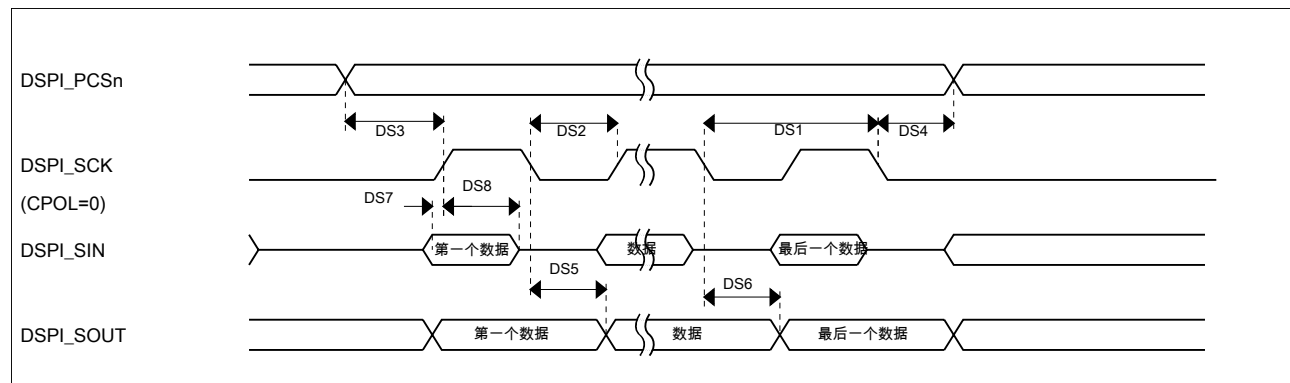 DSPI_PCSn
DS3
DS2
DS1
DS4
DSPI_SCK
(CPOL=0)
DS7
DS8
DSPI_SIN
第一个数据
数据
最后一个数据
DS5
DS6
DSPI_SOUT
第一个数据
数据
最后一个数据